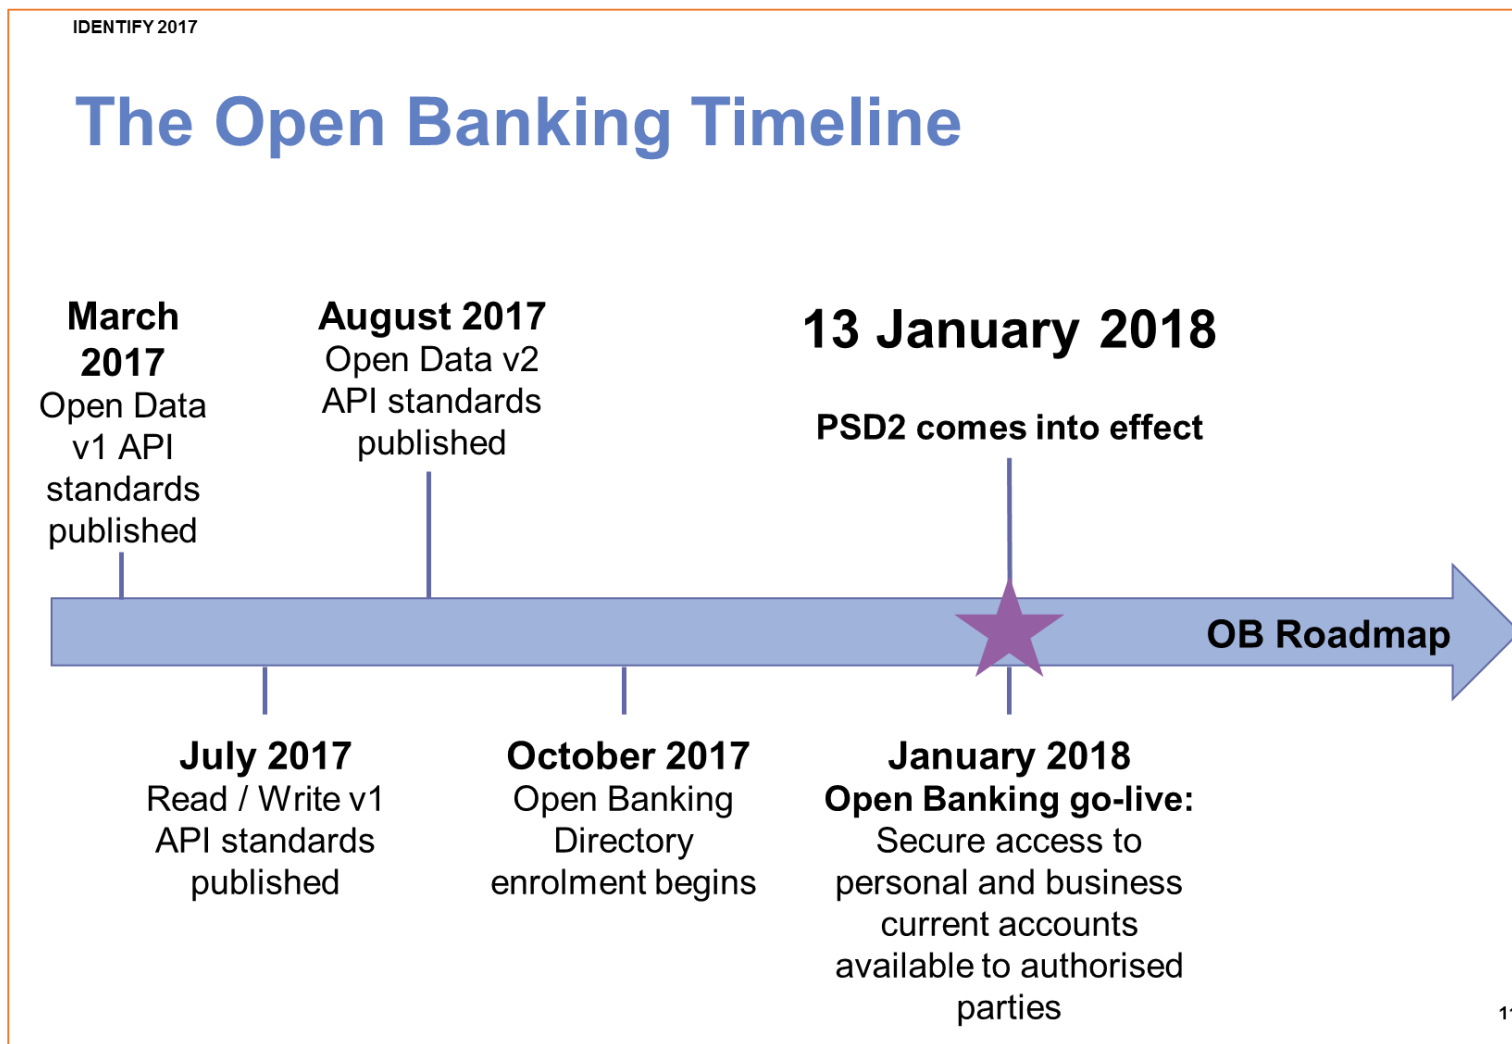 IDENTIFY 2017
The Open Banking Timeline
March
2017
Open Data
v1 API
standards
published
August 2017
Open Data v2
API standards
published
13 January 2018
PSD2 comes into effect
OB Roadmap
July 2017
Read / Write v1
API standards
published
October 2017
Open Banking
Directory
enrolment begins
January 2018
Open Banking go-live:
Secure access to
personal and business
current accounts
available to authorised
parties
11